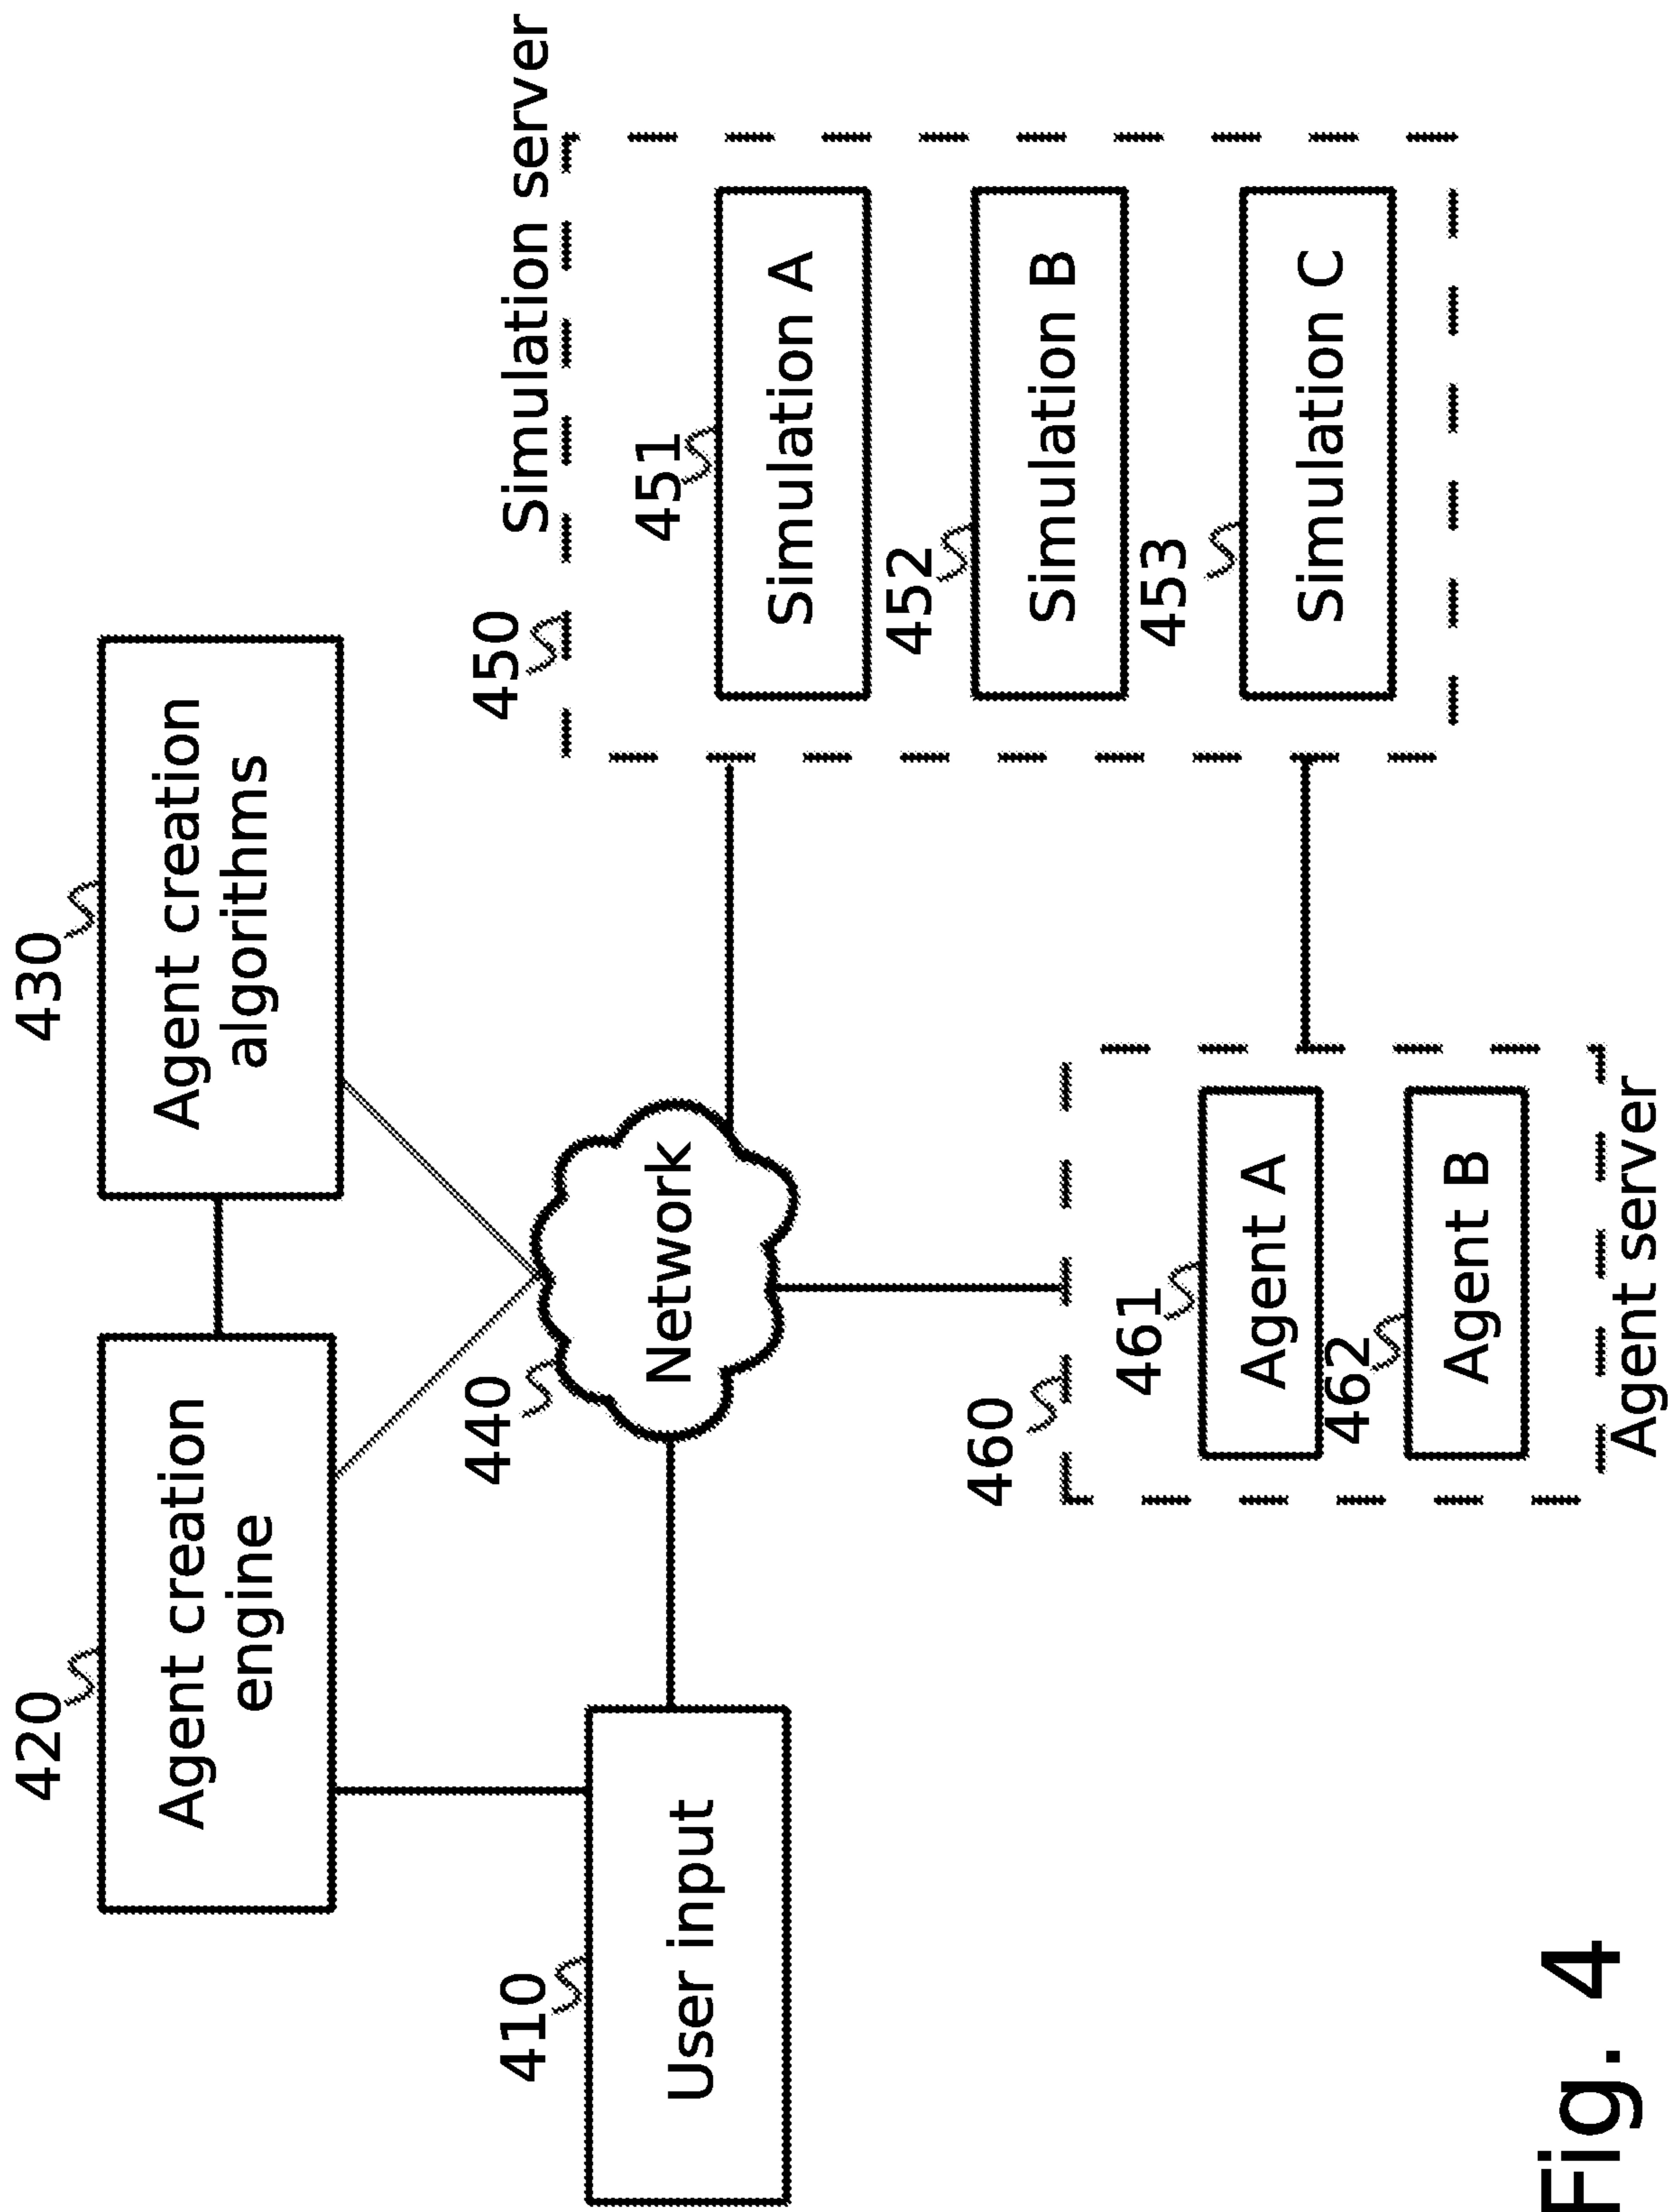 420
Agent creation
engine
430
Agent creation
algorithms
410
User input
440
Network
450
Simulation server
451
Simulation A
452
Simulation B
453
Simulation C
460
461
Agent A
462
Agent B
Agent server
Fig. 4